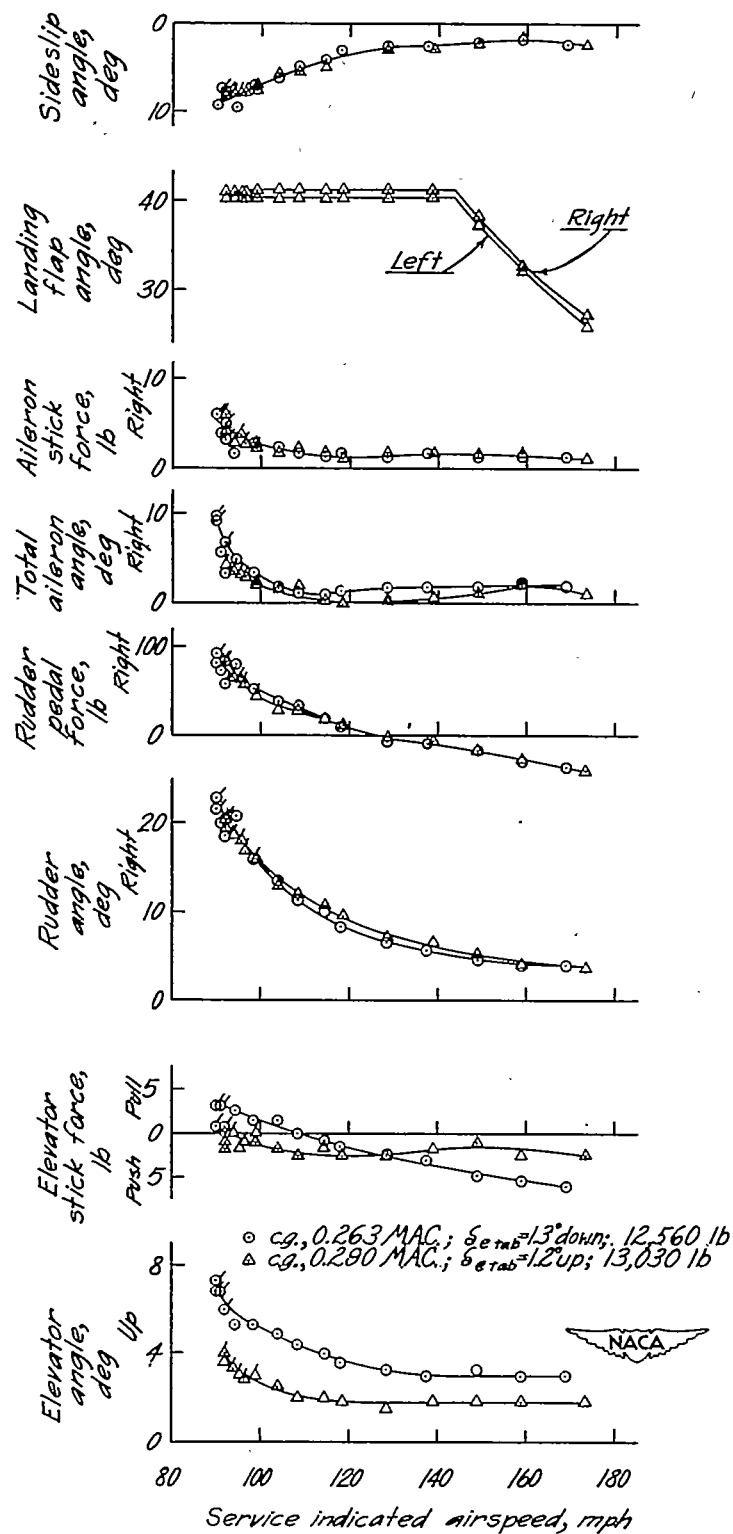 Sideslip
angle,
deg
0
10
Landing
flap
angle,
deg
40
30
Left
Right
Aileron
stick
force,
lb
Right
10
0
Total
aileron
angle,
deg
Right
10
0
Rudder
pedal
force,
lb
Right
100
0
Rudder
angle,
deg
Right
20
10
0
Elevator
stick force,
lb
Push Pull
5
0
5
⊙ c.g., 0.263 M.A.C.; δe tab=1.3° down; 12,560 lb
△ c.g., 0.280 M.A.C.; δe tab=1.2° up; 13,030 lb
Elevator
angle,
deg
Up
8
4
0
NACA
80 100 120 140 160 180
Service indicated airspeed, mph